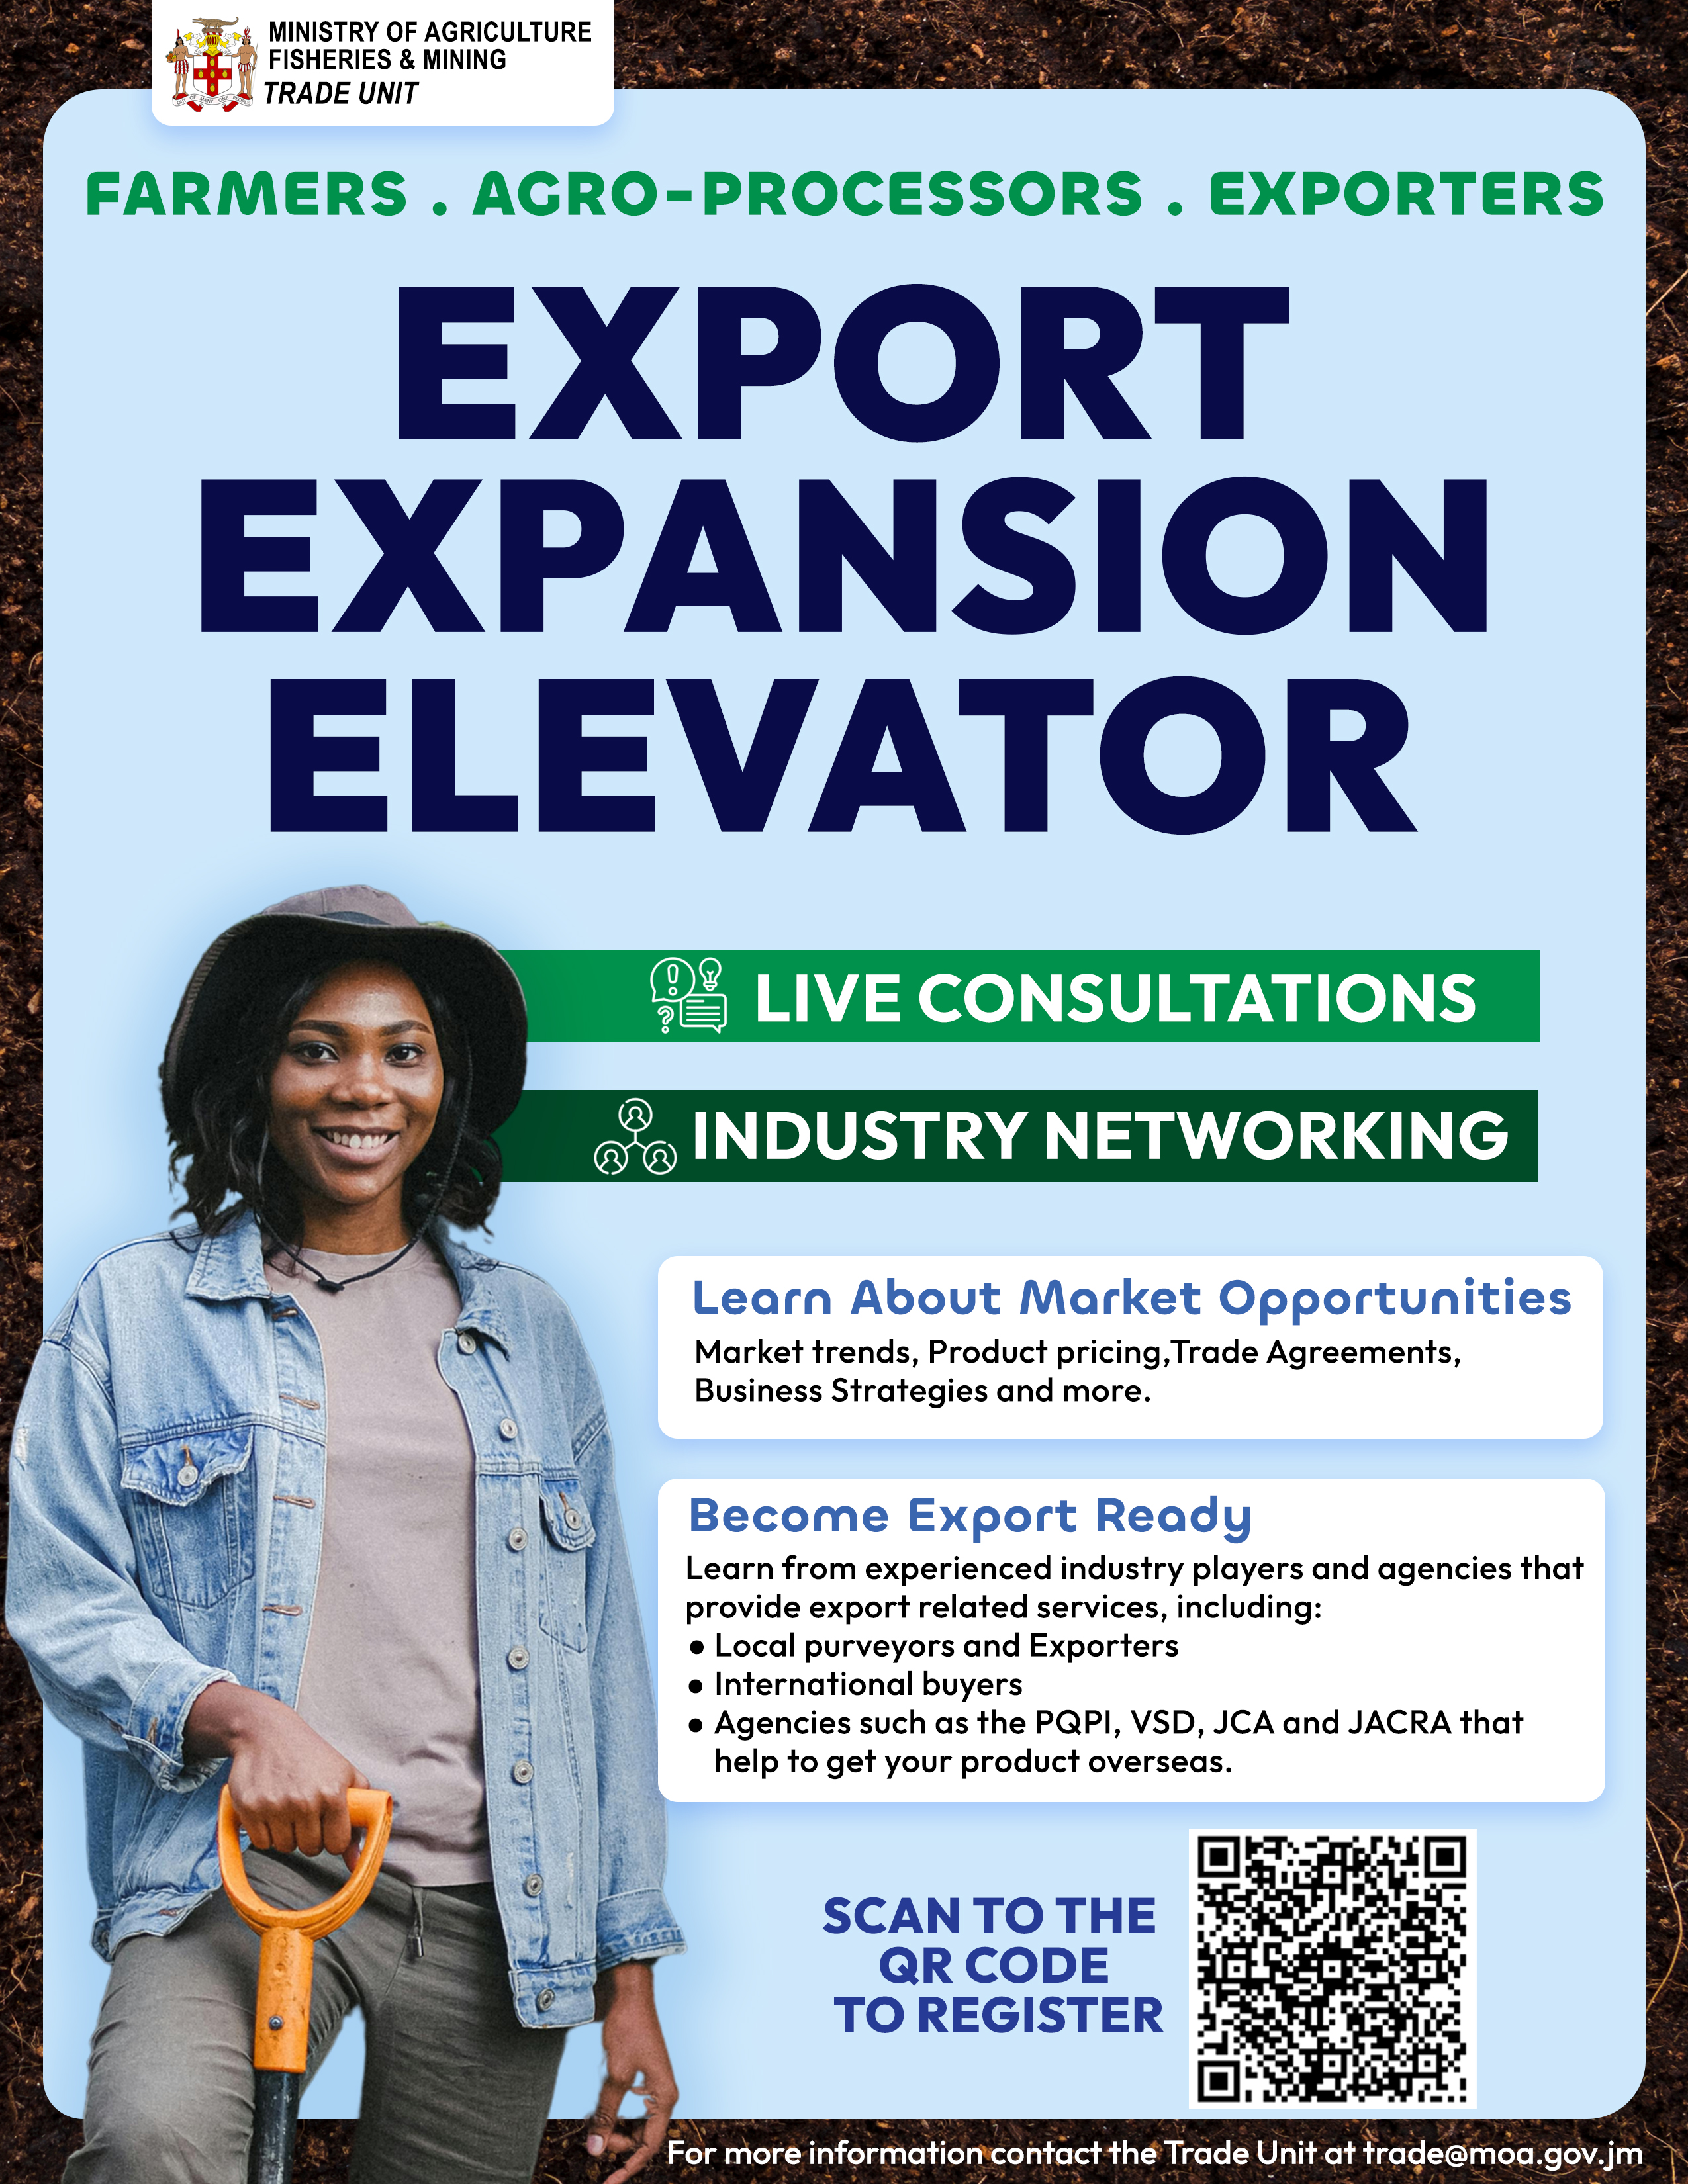 MINISTRY OF AGRICULTURE
FISHERIES & MINING
TRADE UNIT
FARMERS . AGRO-PROCESSORS . EXPORTERS
EXPORT
EXPANSION
ELEVATOR
LIVE CONSULTATIONS
INDUSTRY NETWORKING
Learn About Market Opportunities
Market trends, Product pricing,Trade Agreements,
Business Strategies and more.
Become Export Ready
Learn from experienced industry players and agencies that
provide export related services, including:
• Local purveyors and Exporters
• International buyers
• Agencies such as the PQPI, VSD, JCA and JACRA that
help to get your product overseas.
SCAN TO THE
QR CODE
TO REGISTER
For more information contact the Trade Unit at trade@moa.gov.jm